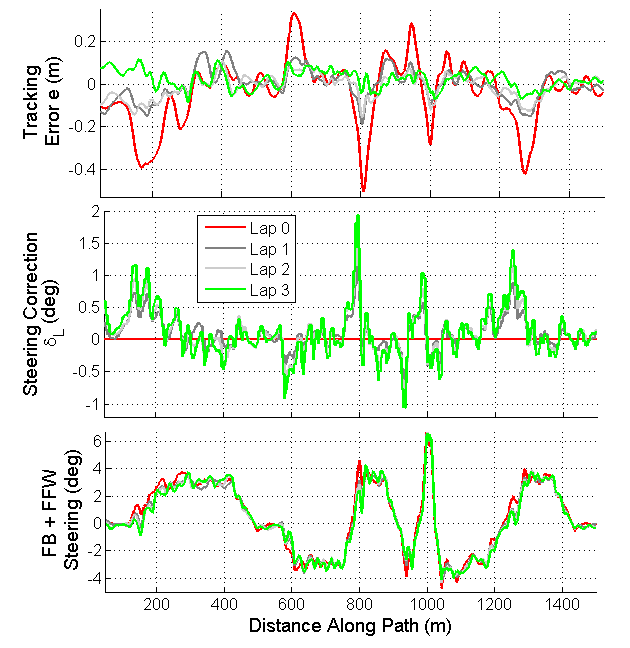 Tracking
Error e (m)
0.2
0
-0.2
-0.4
Steering Correction
δL (deg)
2
1.5
1
0.5
0
-0.5
-1
Lap 0
Lap 1
Lap 2
Lap 3
FB + FFW
Steering (deg)
6
4
2
0
-2
-4
200 400 600 800 1000 1200 1400
Distance Along Path (m)